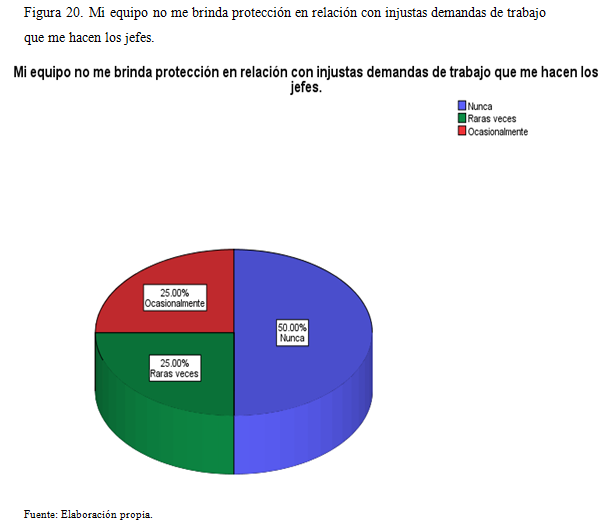 Figura 20. Mi equipo no me brinda protección en relación con injustas demandas de trabajo
que me hacen los jefes.
Mi equipo no me brinda protección en relación con injustas demandas de trabajo que me hacen los
jefes.
Nunca
Raras veces
Ocasionalmente
25.00%
Ocasionalmente
50.00%
Nunca
25.00%
Raras veces
Fuente: Elaboración propia.